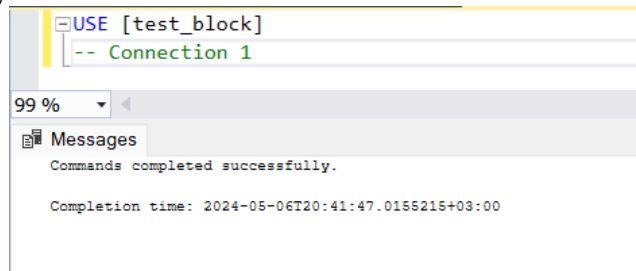 USE [test_block]
-- Connection 1
99 %
Messages
Commands completed successfully.
Completion time: 2024-05-06T20:41:47.0155215+03:00